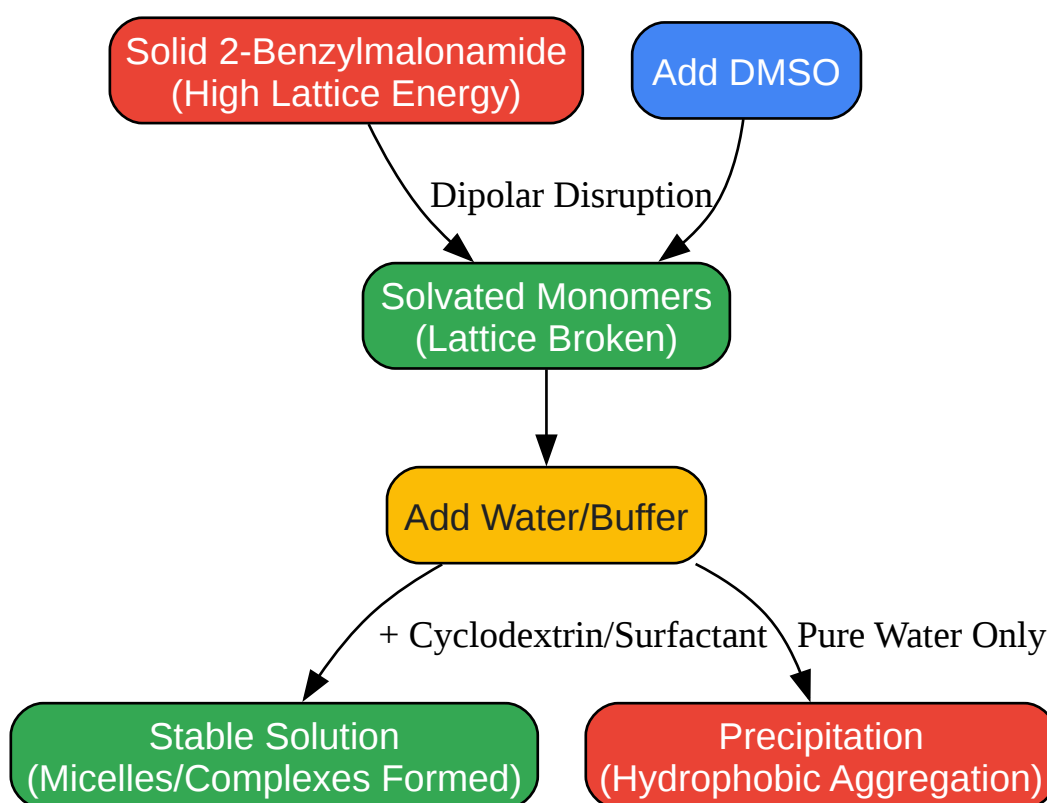 Solid 2-Benzylmalonamide
(High Lattice Energy)
Add DMSO
Dipolar Disruption
Solvated Monomers
(Lattice Broken)
Add Water/Buffer
+ Cyclodextrin/Surfactant
Pure Water Only
Stable Solution
(Micelles/Complexes Formed)
Precipitation
(Hydrophobic Aggregation)